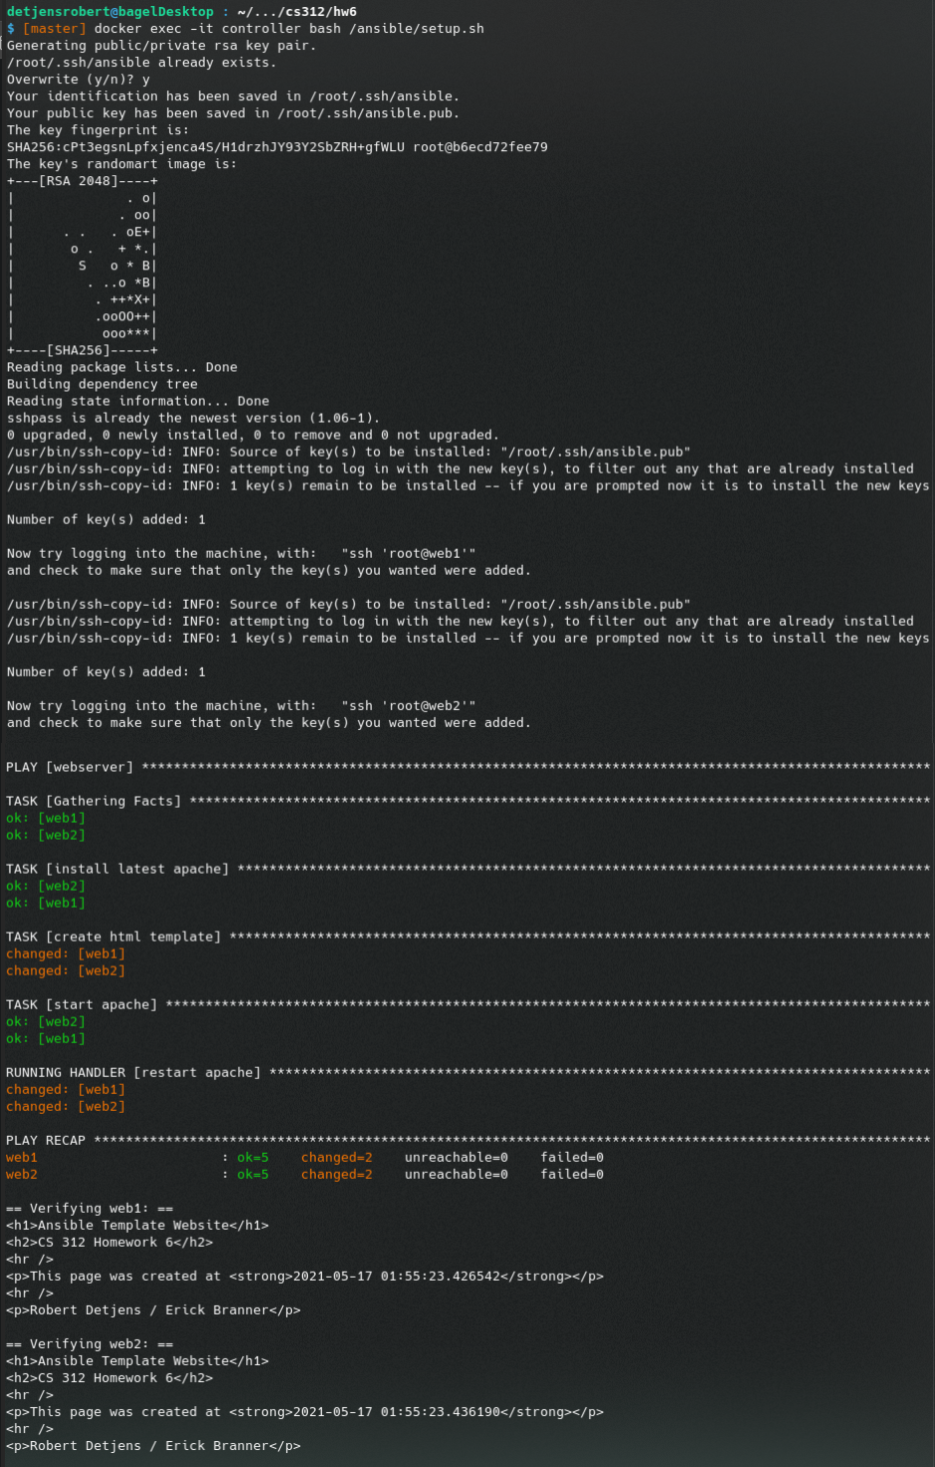 detjensrobert@bagelDesktop : ~/.../cs312/hw6
$ [master] docker exec -it controller bash /ansible/setup.sh
Generating public/private rsa key pair.
/root/.ssh/ansible already exists.
Overwrite (y/n)? y
Your identification has been saved in /root/.ssh/ansible.
Your public key has been saved in /root/.ssh/ansible.pub.
The key fingerprint is:
SHA256:cPt3egsnLpfxjenca4S/H1drzhJY93Y2SbZRH+gfWLU root@b6ecd72fee79
The key's randomart image is:
+---[RSA 2048]----+
|              . o|
|             . oo|
|      . .   . oE+|
|       o .   + *.|
|        S   o * B|
|         . ..o *B|
|          . ++*X+|
|          .ooOO++|
|           ooo***|
+----[SHA256]-----+
Reading package lists... Done
Building dependency tree
Reading state information... Done
sshpass is already the newest version (1.06-1).
0 upgraded, 0 newly installed, 0 to remove and 0 not upgraded.
/usr/bin/ssh-copy-id: INFO: Source of key(s) to be installed: "/root/.ssh/ansible.pub"
/usr/bin/ssh-copy-id: INFO: attempting to log in with the new key(s), to filter out any that are already installed
/usr/bin/ssh-copy-id: INFO: 1 key(s) remain to be installed -- if you are prompted now it is to install the new keys

Number of key(s) added: 1

Now try logging into the machine, with:   "ssh 'root@web1'"
and check to make sure that only the key(s) you wanted were added.

/usr/bin/ssh-copy-id: INFO: Source of key(s) to be installed: "/root/.ssh/ansible.pub"
/usr/bin/ssh-copy-id: INFO: attempting to log in with the new key(s), to filter out any that are already installed
/usr/bin/ssh-copy-id: INFO: 1 key(s) remain to be installed -- if you are prompted now it is to install the new keys

Number of key(s) added: 1

Now try logging into the machine, with:   "ssh 'root@web2'"
and check to make sure that only the key(s) you wanted were added.

PLAY [webserver] ***************************************************************************************************

TASK [Gathering Facts] *********************************************************************************************
ok: [web1]
ok: [web2]

TASK [install latest apache] ***************************************************************************************
ok: [web2]
ok: [web1]

TASK [create html template] ****************************************************************************************
changed: [web1]
changed: [web2]

TASK [start apache] ************************************************************************************************
ok: [web2]
ok: [web1]

RUNNING HANDLER [restart apache] ***********************************************************************************
changed: [web1]
changed: [web2]

PLAY RECAP *********************************************************************************************************
web1                       : ok=5    changed=2    unreachable=0    failed=0
web2                       : ok=5    changed=2    unreachable=0    failed=0

== Verifying web1: ==
<h1>Ansible Template Website</h1>
<h2>CS 312 Homework 6</h2>
<hr />
<p>This page was created at <strong>2021-05-17 01:55:23.426542</strong></p>
<hr />
<p>Robert Detjens / Erick Branner</p>

== Verifying web2: ==
<h1>Ansible Template Website</h1>
<h2>CS 312 Homework 6</h2>
<hr />
<p>This page was created at <strong>2021-05-17 01:55:23.436190</strong></p>
<hr />
<p>Robert Detjens / Erick Branner</p>